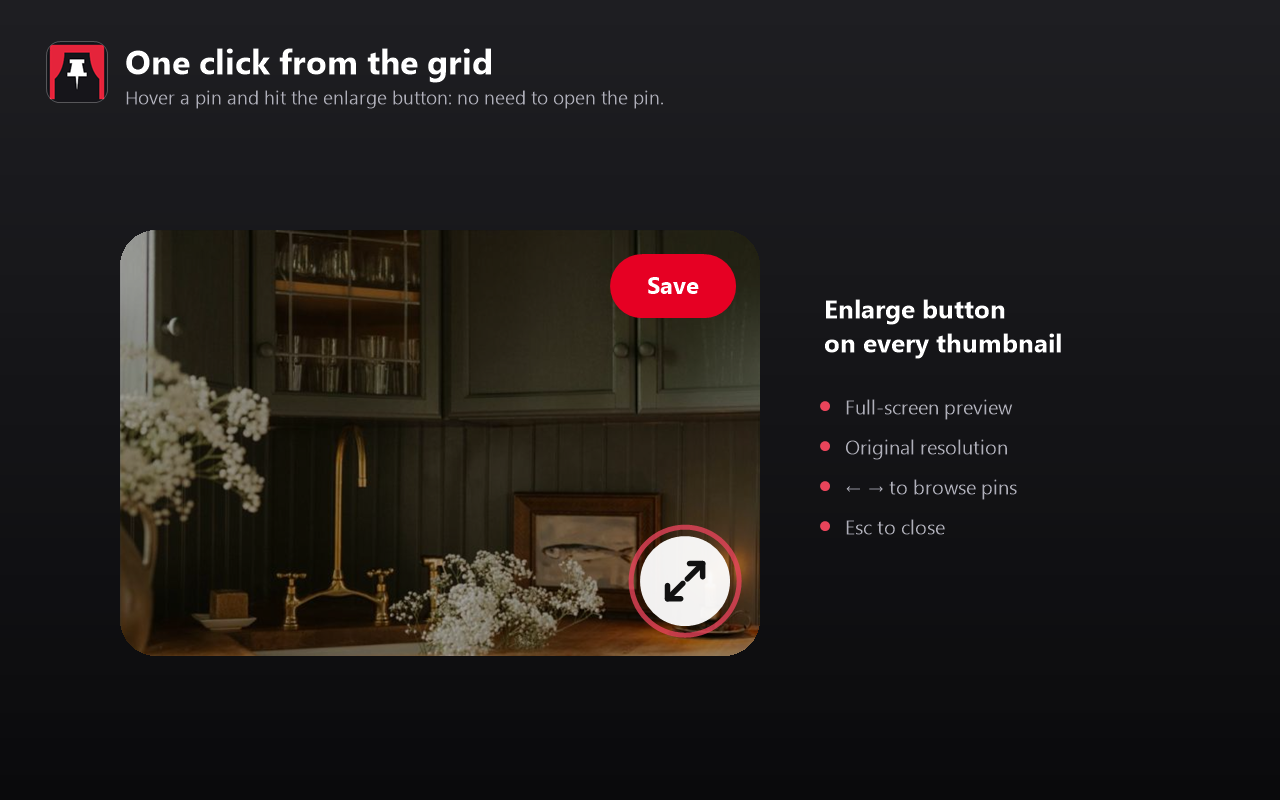 One click from the grid
Hover a pin and hit the enlarge button: no need to open the pin.
Save
Enlarge button
on every thumbnail
Full-screen preview
Original resolution
← → to browse pins
Esc to close